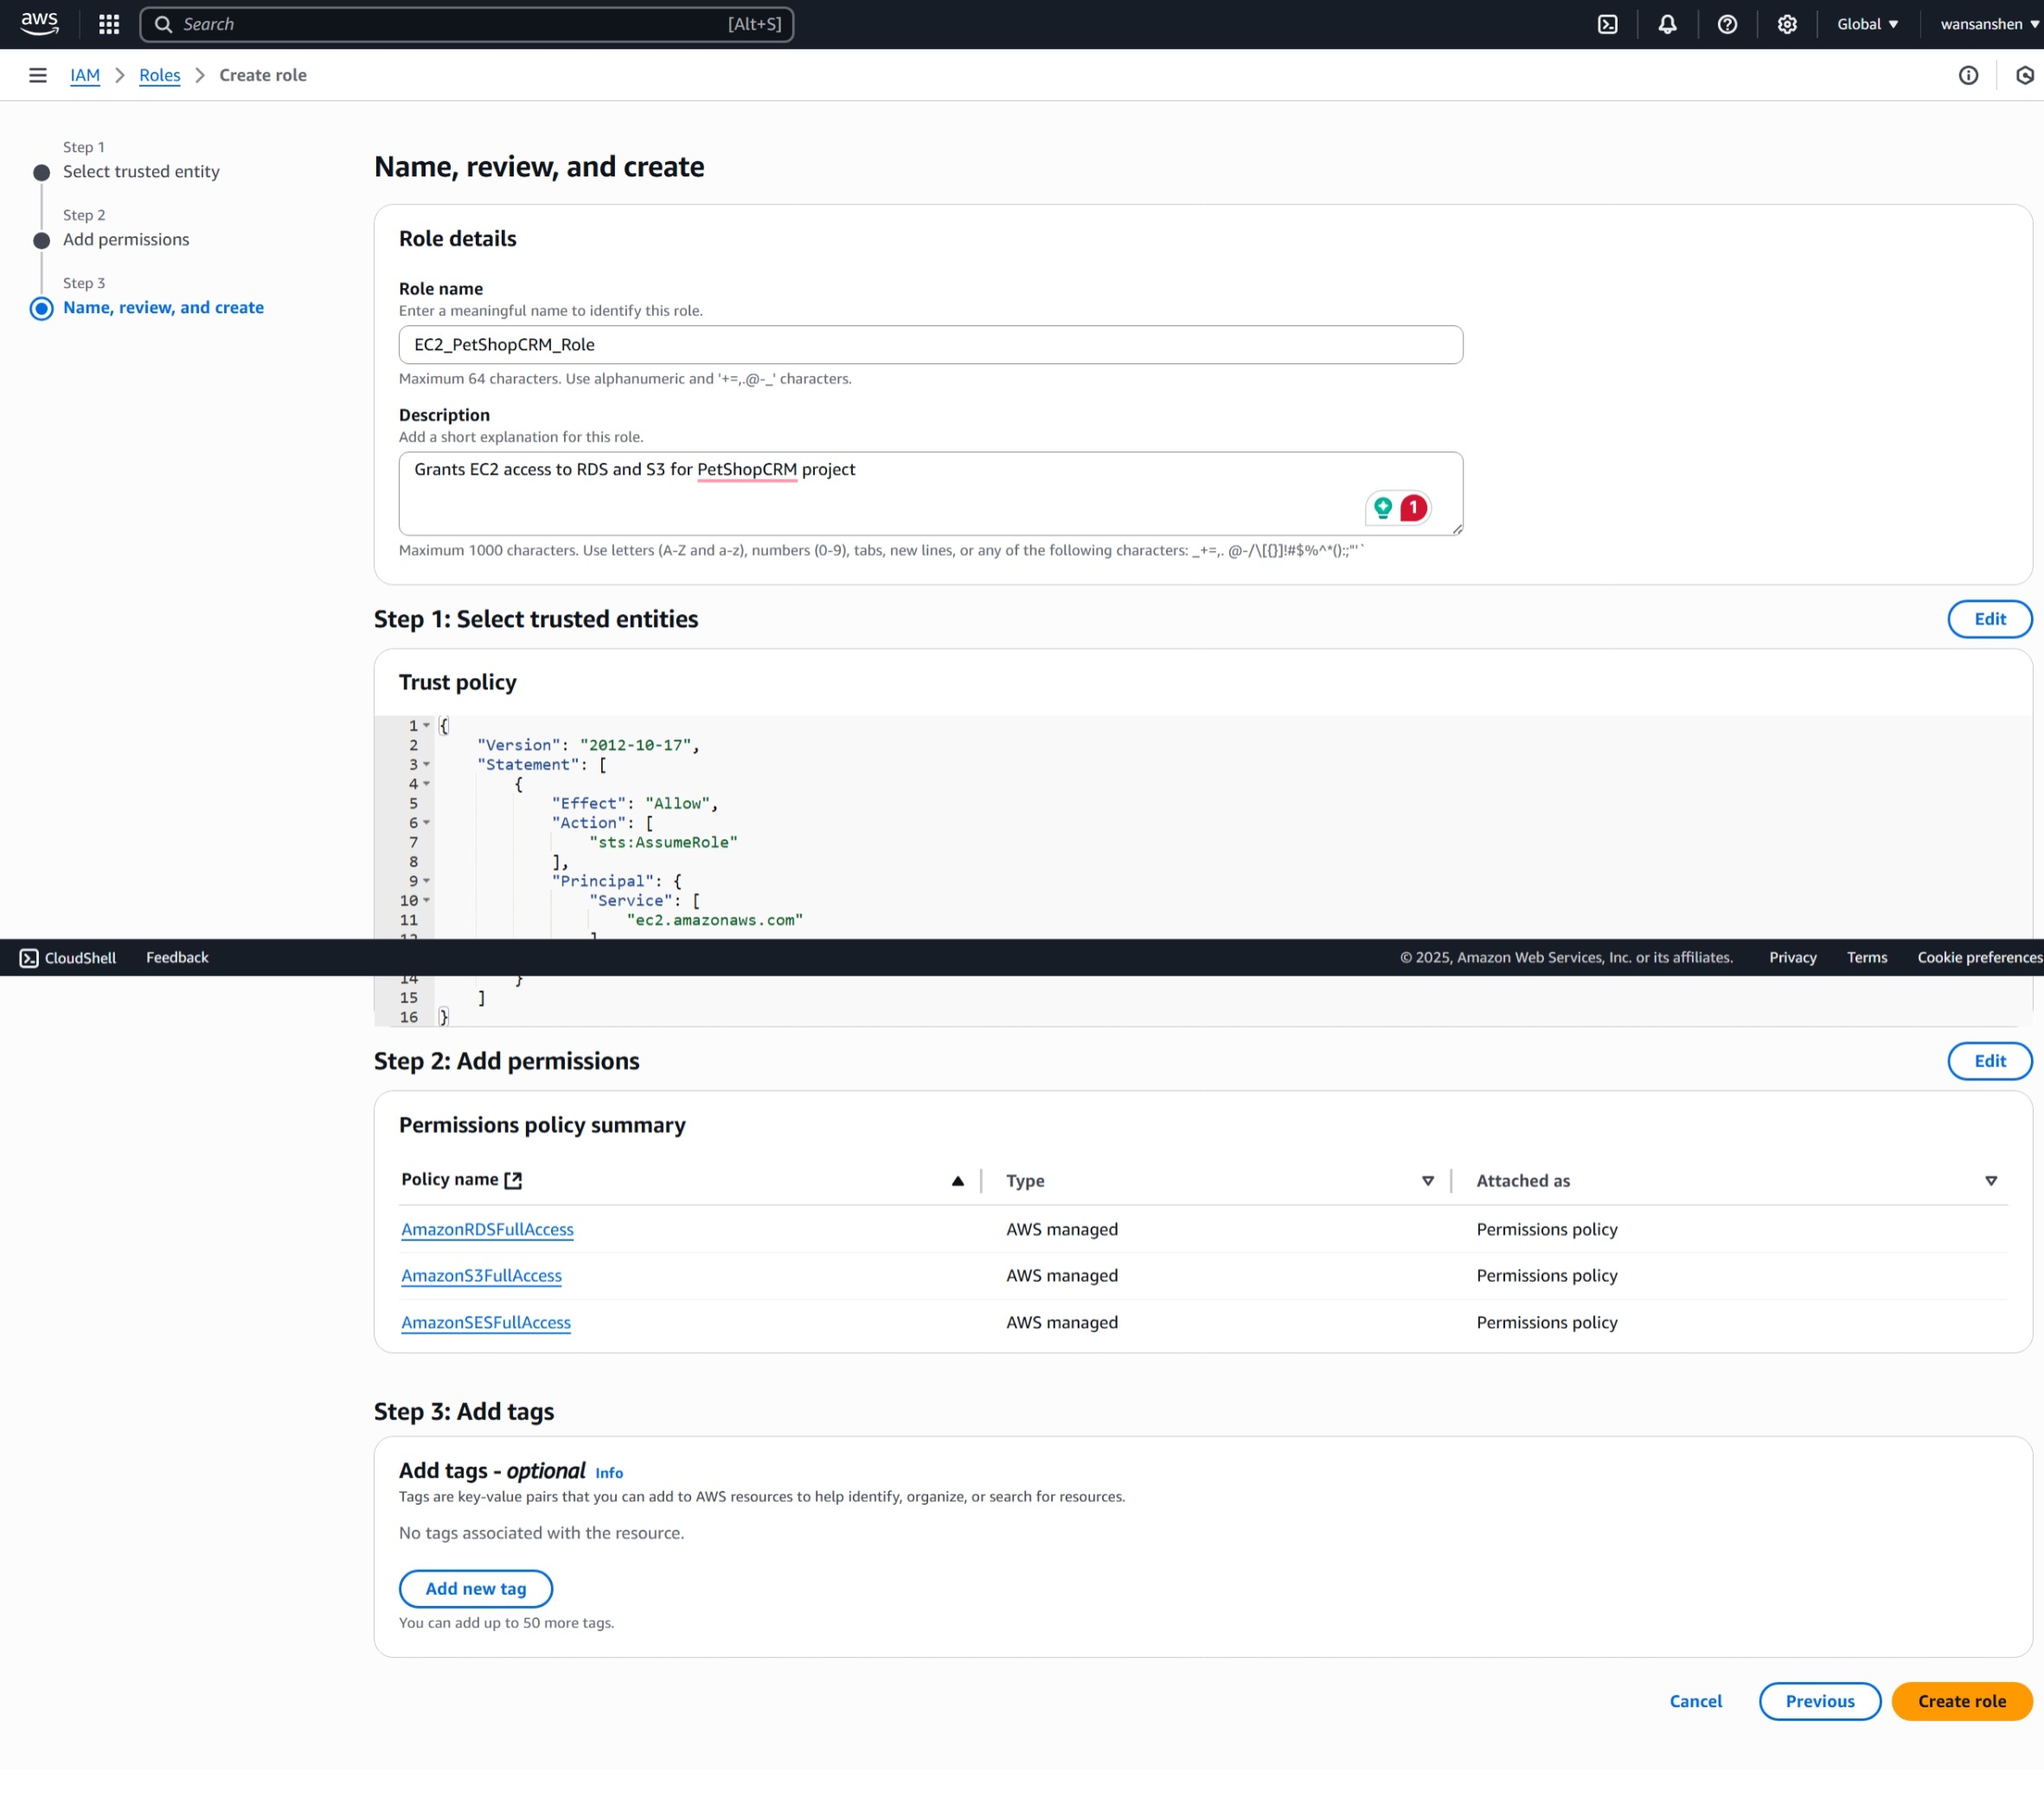 aws
Search [Alt+S]
Global wansanshen
IAM > Roles > Create role
Step 1
Select trusted entity
Step 2
Add permissions
Step 3
Name, review, and create
Name, review, and create
Role details
Role name
Enter a meaningful name to identify this role.
EC2_PetShopCRM_Role
Maximum 64 characters. Use alphanumeric and '+=,.@-_' characters.
Description
Add a short explanation for this role.
Grants EC2 access to RDS and S3 for PetShopCRM project
1
Maximum 1000 characters. Use letters (A-Z and a-z), numbers (0-9), tabs, new lines, or any of the following characters: _+=,. @-/\[{}]!#$%^*();:"'`
Step 1: Select trusted entities
Edit
Trust policy
1 {
2 "Version": "2012-10-17",
3 "Statement": [
4 {
5 "Effect": "Allow",
6 "Action": [
7 "sts:AssumeRole"
8 ],
9 "Principal": {
10 "Service": [
11 "ec2.amazonaws.com"
12 ]
CloudShell Feedback © 2025, Amazon Web Services, Inc. or its affiliates. Privacy Terms Cookie preferences
14 }
15 ]
16 }
Step 2: Add permissions
Edit
Permissions policy summary
Policy name Type Attached as
AmazonRDSFullAccess AWS managed Permissions policy
AmazonS3FullAccess AWS managed Permissions policy
AmazonSESFullAccess AWS managed Permissions policy
Step 3: Add tags
Add tags - optional Info
Tags are key-value pairs that you can add to AWS resources to help identify, organize, or search for resources.
No tags associated with the resource.
Add new tag
You can add up to 50 more tags.
Cancel Previous Create role